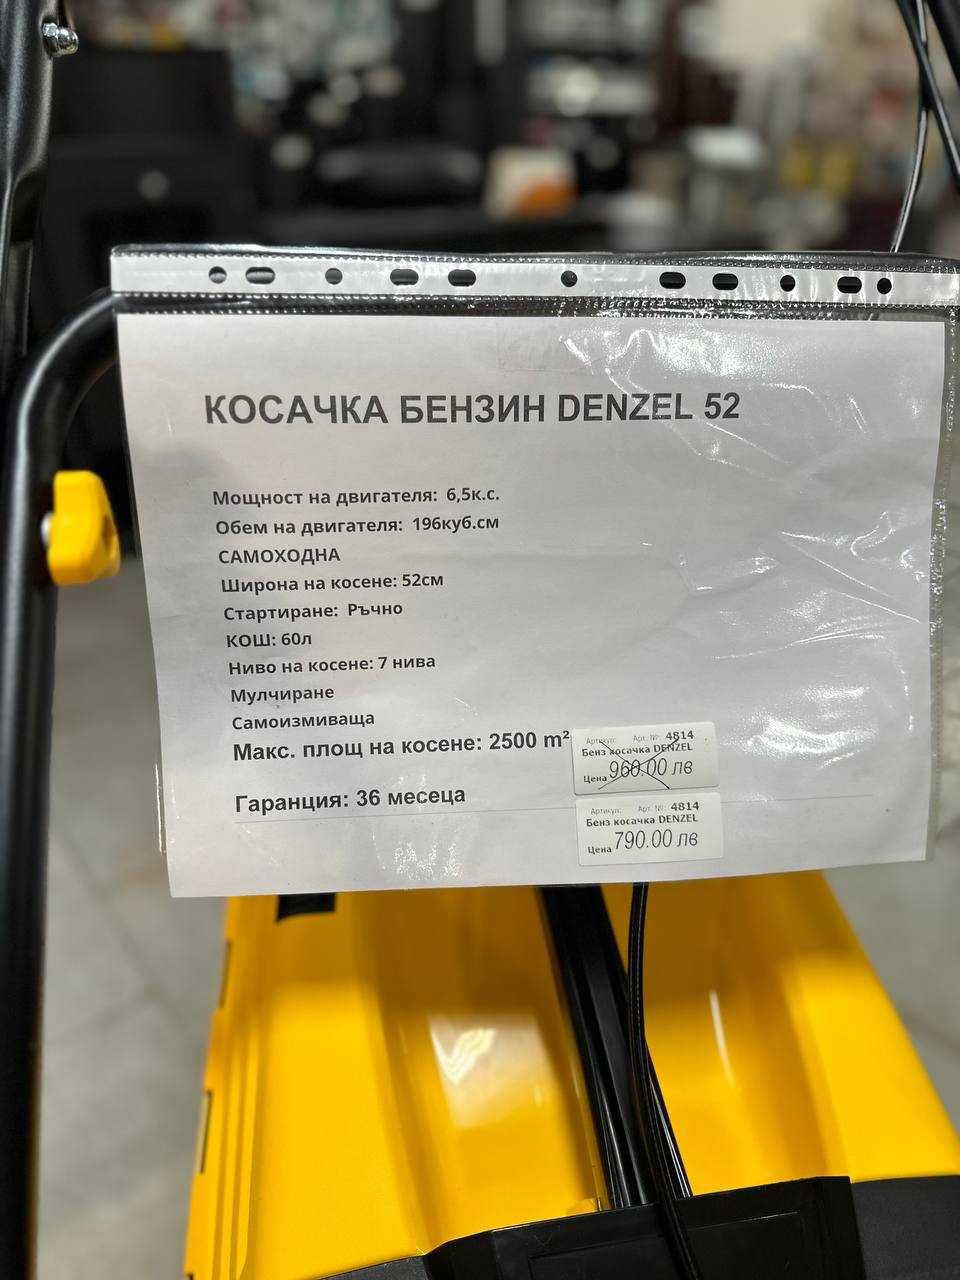 КОСАЧКА БЕНЗИН DENZEL 52
Мощност на двигателя: 6,5к.с.
Обем на двигателя: 196куб.см
САМОХОДНА
Широна на косене: 52см
Стартиране: Ръчно
КОШ: 60л
Ниво на косене: 7 нива
Мулчиране
Самоизмиваща
Макс. площ на косене: 2500 m²
Гаранция: 36 месеца
Артикул: Арт. №: 4814
Бенз косачка DENZEL
Цена 960.00 лв
Артикул: Арт. №: 4814
Бенз косачка DENZEL
Цена 790.00 лв